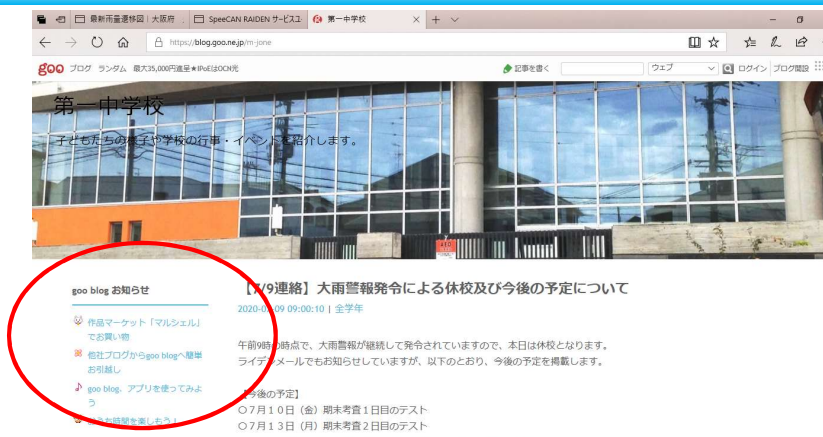 最新雨量遷移図｜大阪府
SpeeCAN RAIDEN サービスユ
第一中学校
https://blog.goo.ne.jp/m-jone
goo ブログ ランダム 最大35,000円進呈★IPoEはOCN光
記事を書く
ウェブ
ログイン
ブログ開設
第一中学校
子どもたちの様子や学校の行事・イベントを紹介します。
goo blog お知らせ
作品マーケット「マルシェル」
でお買い物
他社ブログからgoo blogへ簡単
お引越し
goo blog、アプリを使ってみよ
う
おうち時間を楽しもう！
【7/9連絡】大雨警報発令による休校及び今後の予定について
2020-07-09 09:00:10 | 全学年
午前9時の時点で、大雨警報が継続して発令されていますので、本日は休校となります。
ライデンメールでもお知らせしていますが、以下のとおり、今後の予定を掲載します。
【今後の予定】
○７月１０日（金）期末考査１日目のテスト
○７月１３日（月）期末考査２日目のテスト